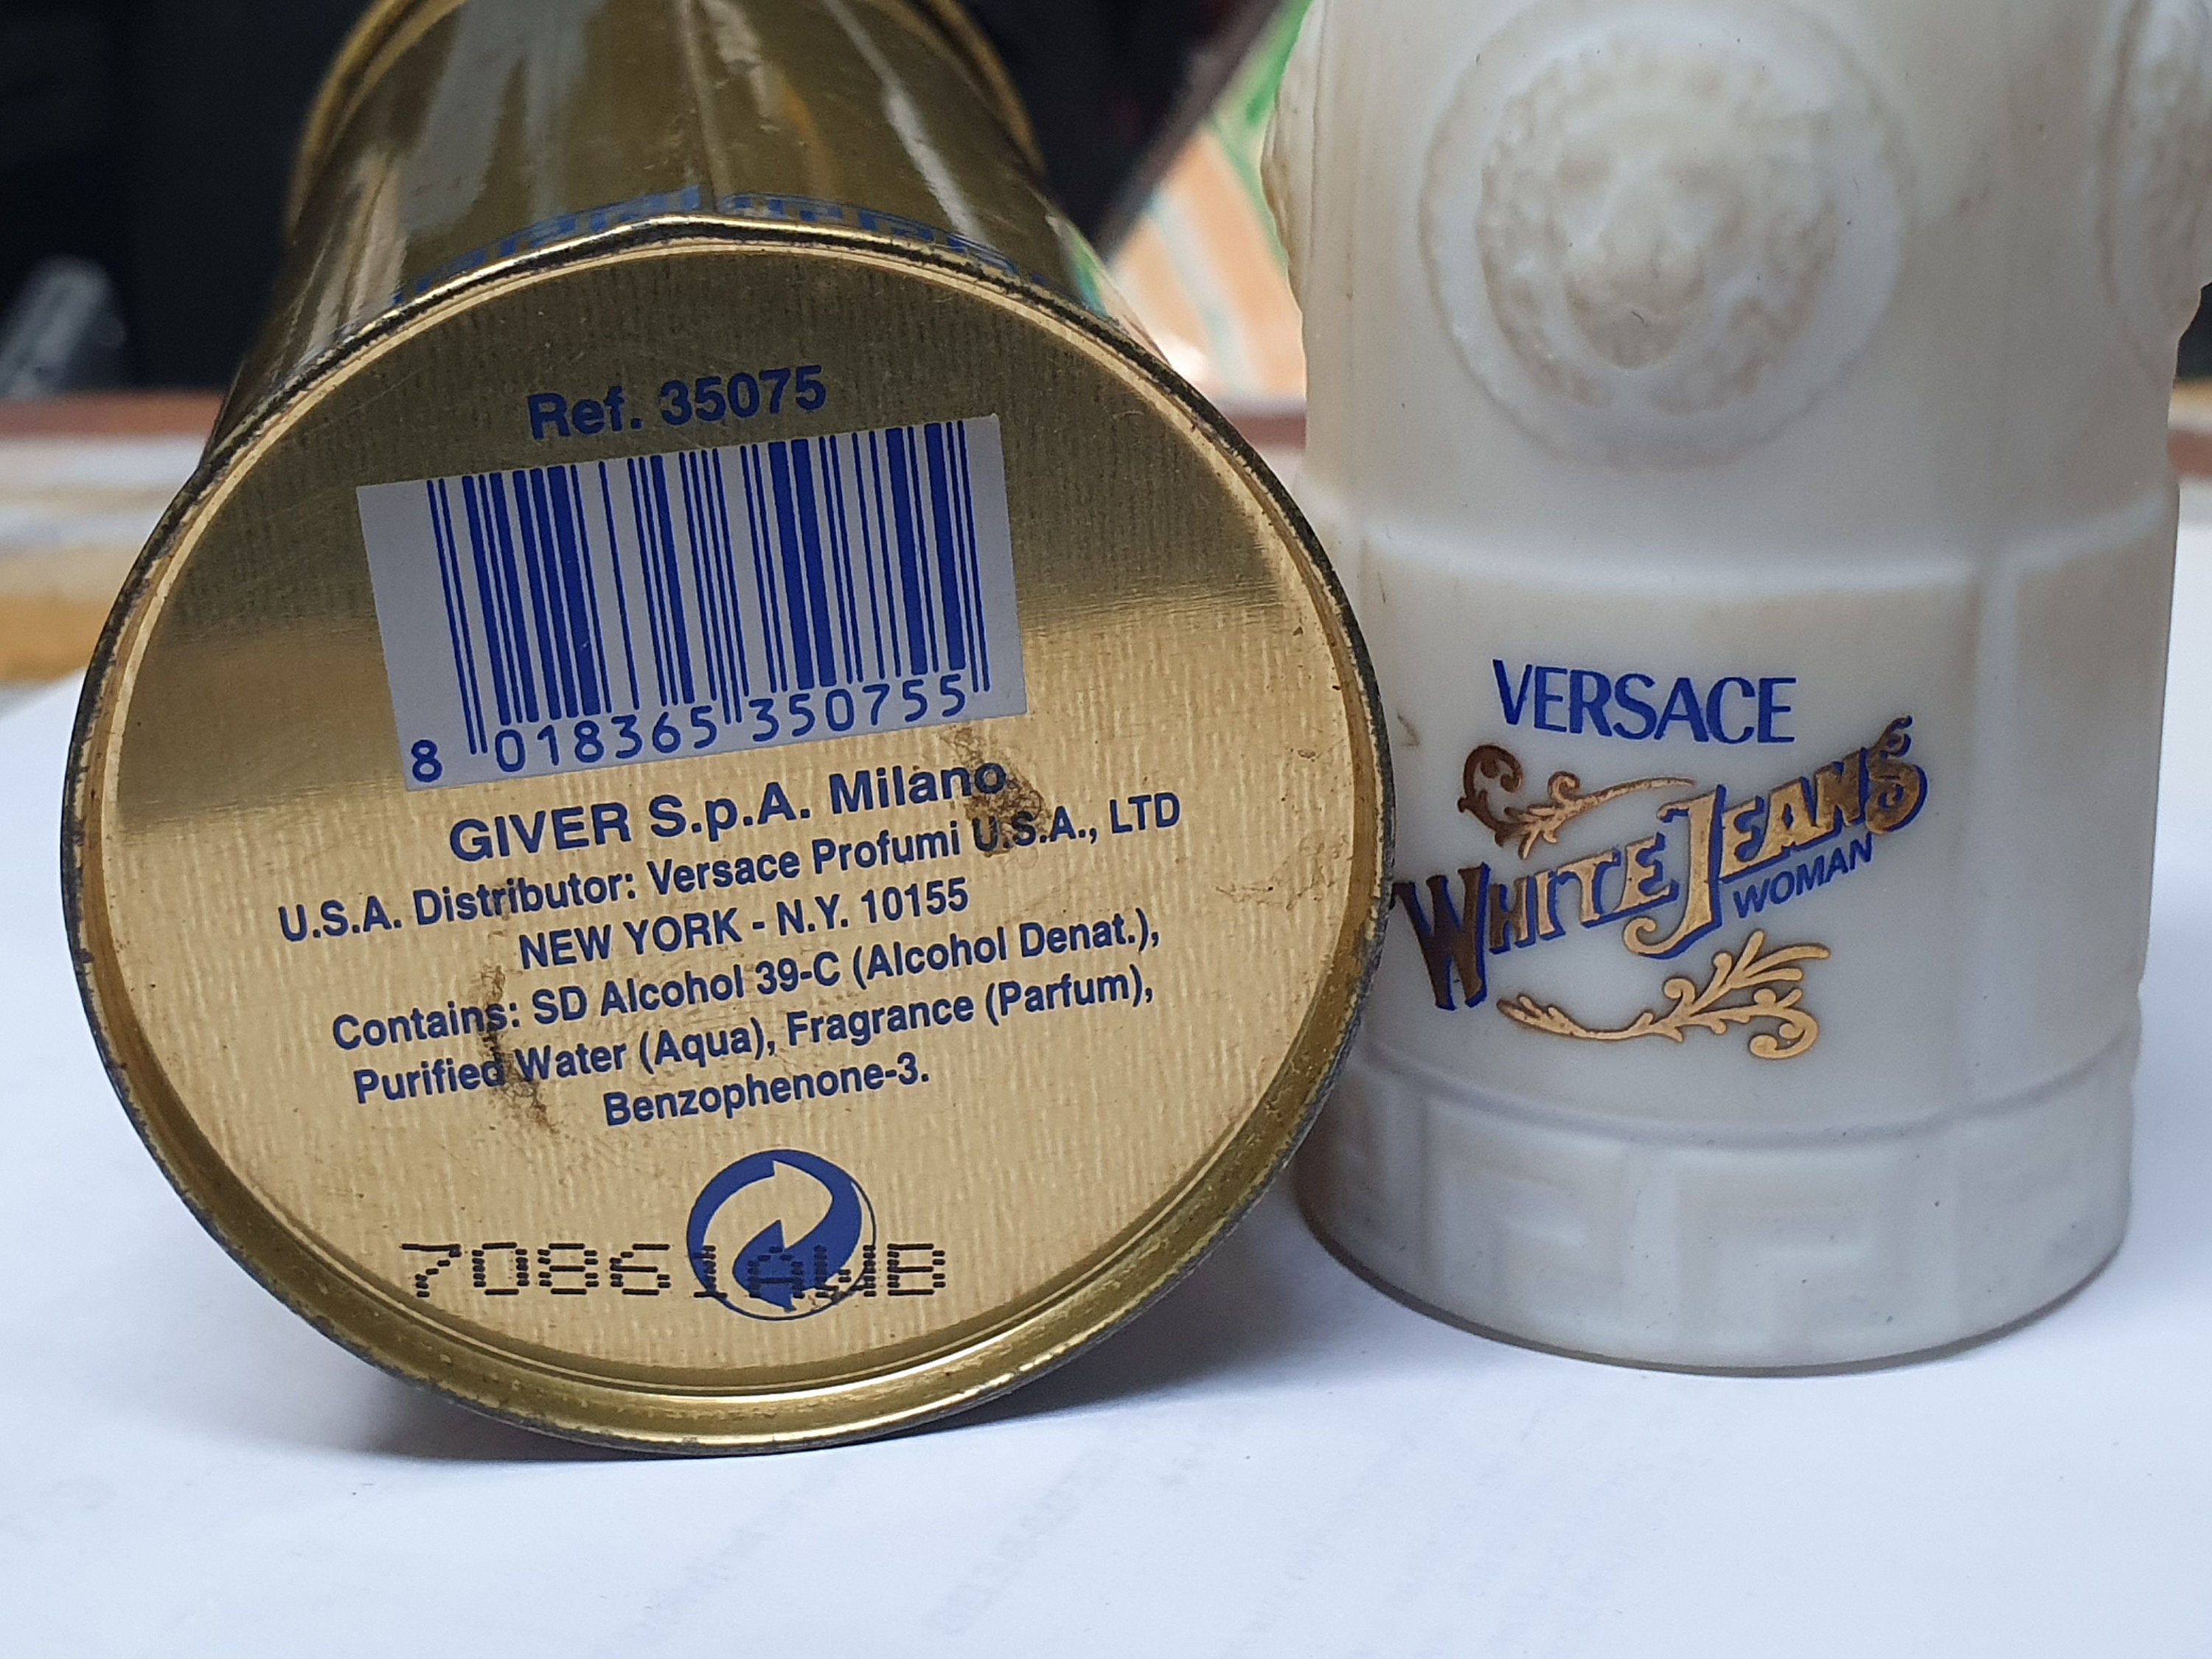 Ref. 35075
8 018365 350755
GIVER S.p.A. Milano
U.S.A. Distributor: Versace Profumi U.S.A., LTD
NEW YORK - N.Y. 10155
Contains: SD Alcohol 39-C (Alcohol Denat.),
Purified Water (Aqua), Fragrance (Parfum),
Benzophenone-3.
7086
VERSACE
WHITE JEANS
WOMAN